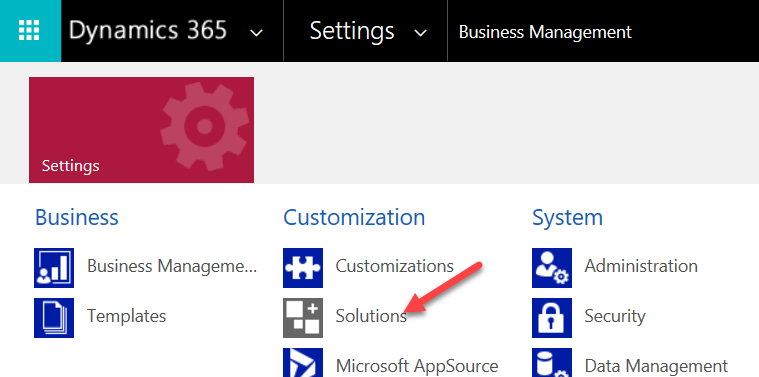 Dynamics 365 Settings Business Management
Settings
Business Customization System
Business Manageme... Customizations Administration
Templates Solutions Security
Microsoft AppSource Data Management